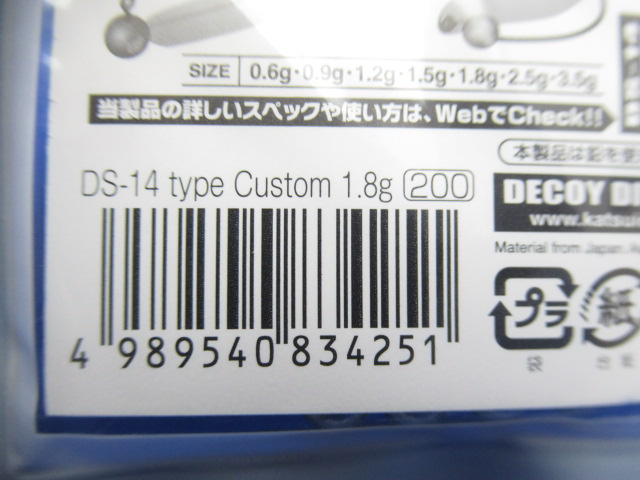 SIZE 0.6g・0.9g・1.2g・1.5g・1.8g・2.5g・3.5g
当製品の詳しいスペックや使い方は、WebでCheck!!
本製品は鉛を使
DS-14 type Custom 1.8g 200
DECOY
www.katsu
Material from Japan,
プラ
紙
袋
4 989540 834251